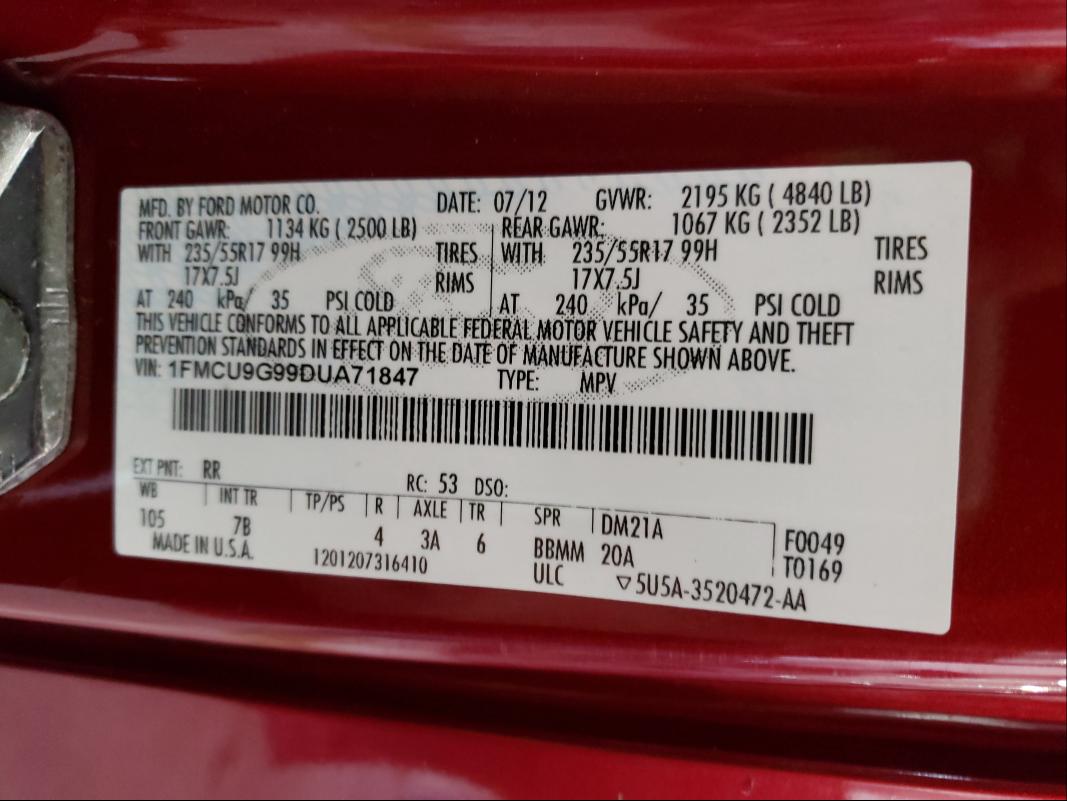 MFD. BY FORD MOTOR CO. DATE: 07/12 GVWR: 2195 KG ( 4840 LB)
FRONT GAWR: 1134 KG ( 2500 LB) REAR GAWR: 1067 KG ( 2352 LB)
WITH 235/55R17 99H TIRES WITH 235/55R17 99H TIRES
17X7.5J RIMS 17X7.5J RIMS
AT 240 kPa/ 35 PSI COLD AT 240 kPa/ 35 PSI COLD
THIS VEHICLE CONFORMS TO ALL APPLICABLE FEDERAL MOTOR VEHICLE SAFETY AND THEFT
PREVENTION STANDARDS IN EFFECT ON THE DATE OF MANUFACTURE SHOWN ABOVE.
VIN: 1FMCU9G99DUA71847 TYPE: MPV
EXT PNT: RR RC: 53 DSO:
WB INT TR TP/PS R AXLE TR SPR DM21A F0049
105 7B 4 3A 6 BBMM 20A T0169
MADE IN U.S.A. 1201207316410 ULC ▽5U5A-3520472-AA